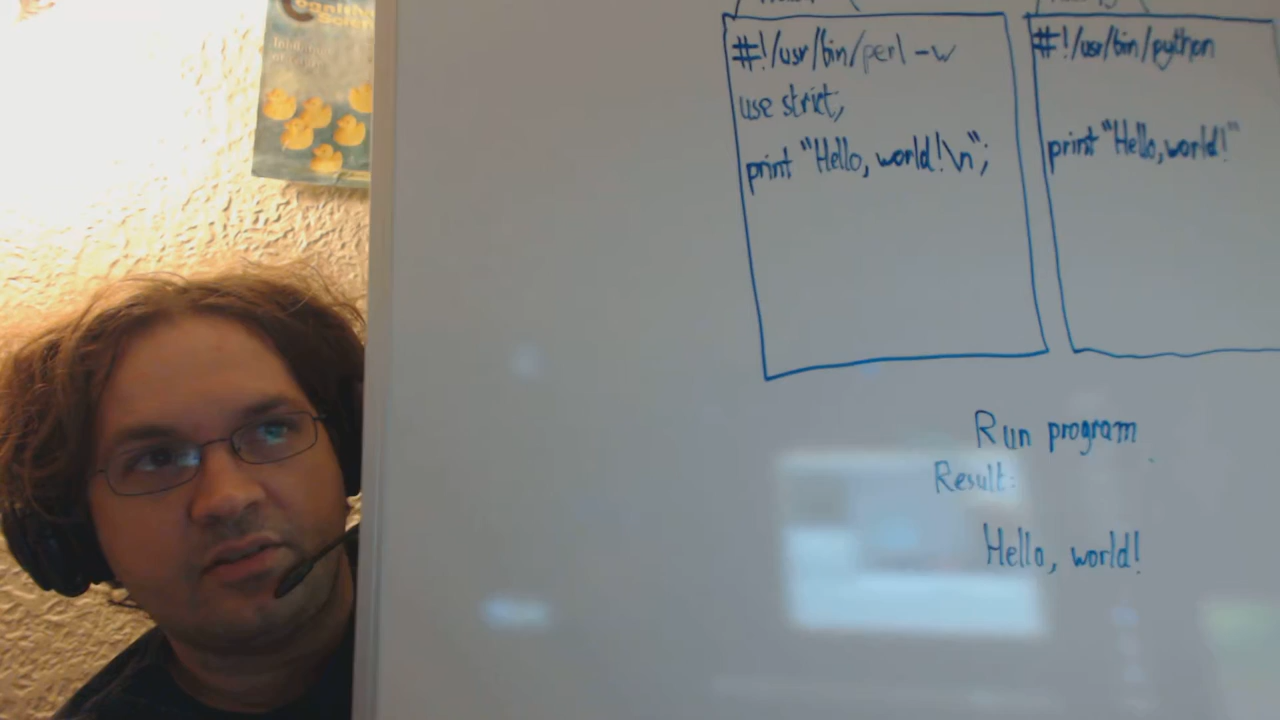 #!/usr/bin/perl -w
use strict;
print "Hello, world!\n";
#!/usr/bin/python
print "Hello, world!"
Run program
Result:
Hello, world!